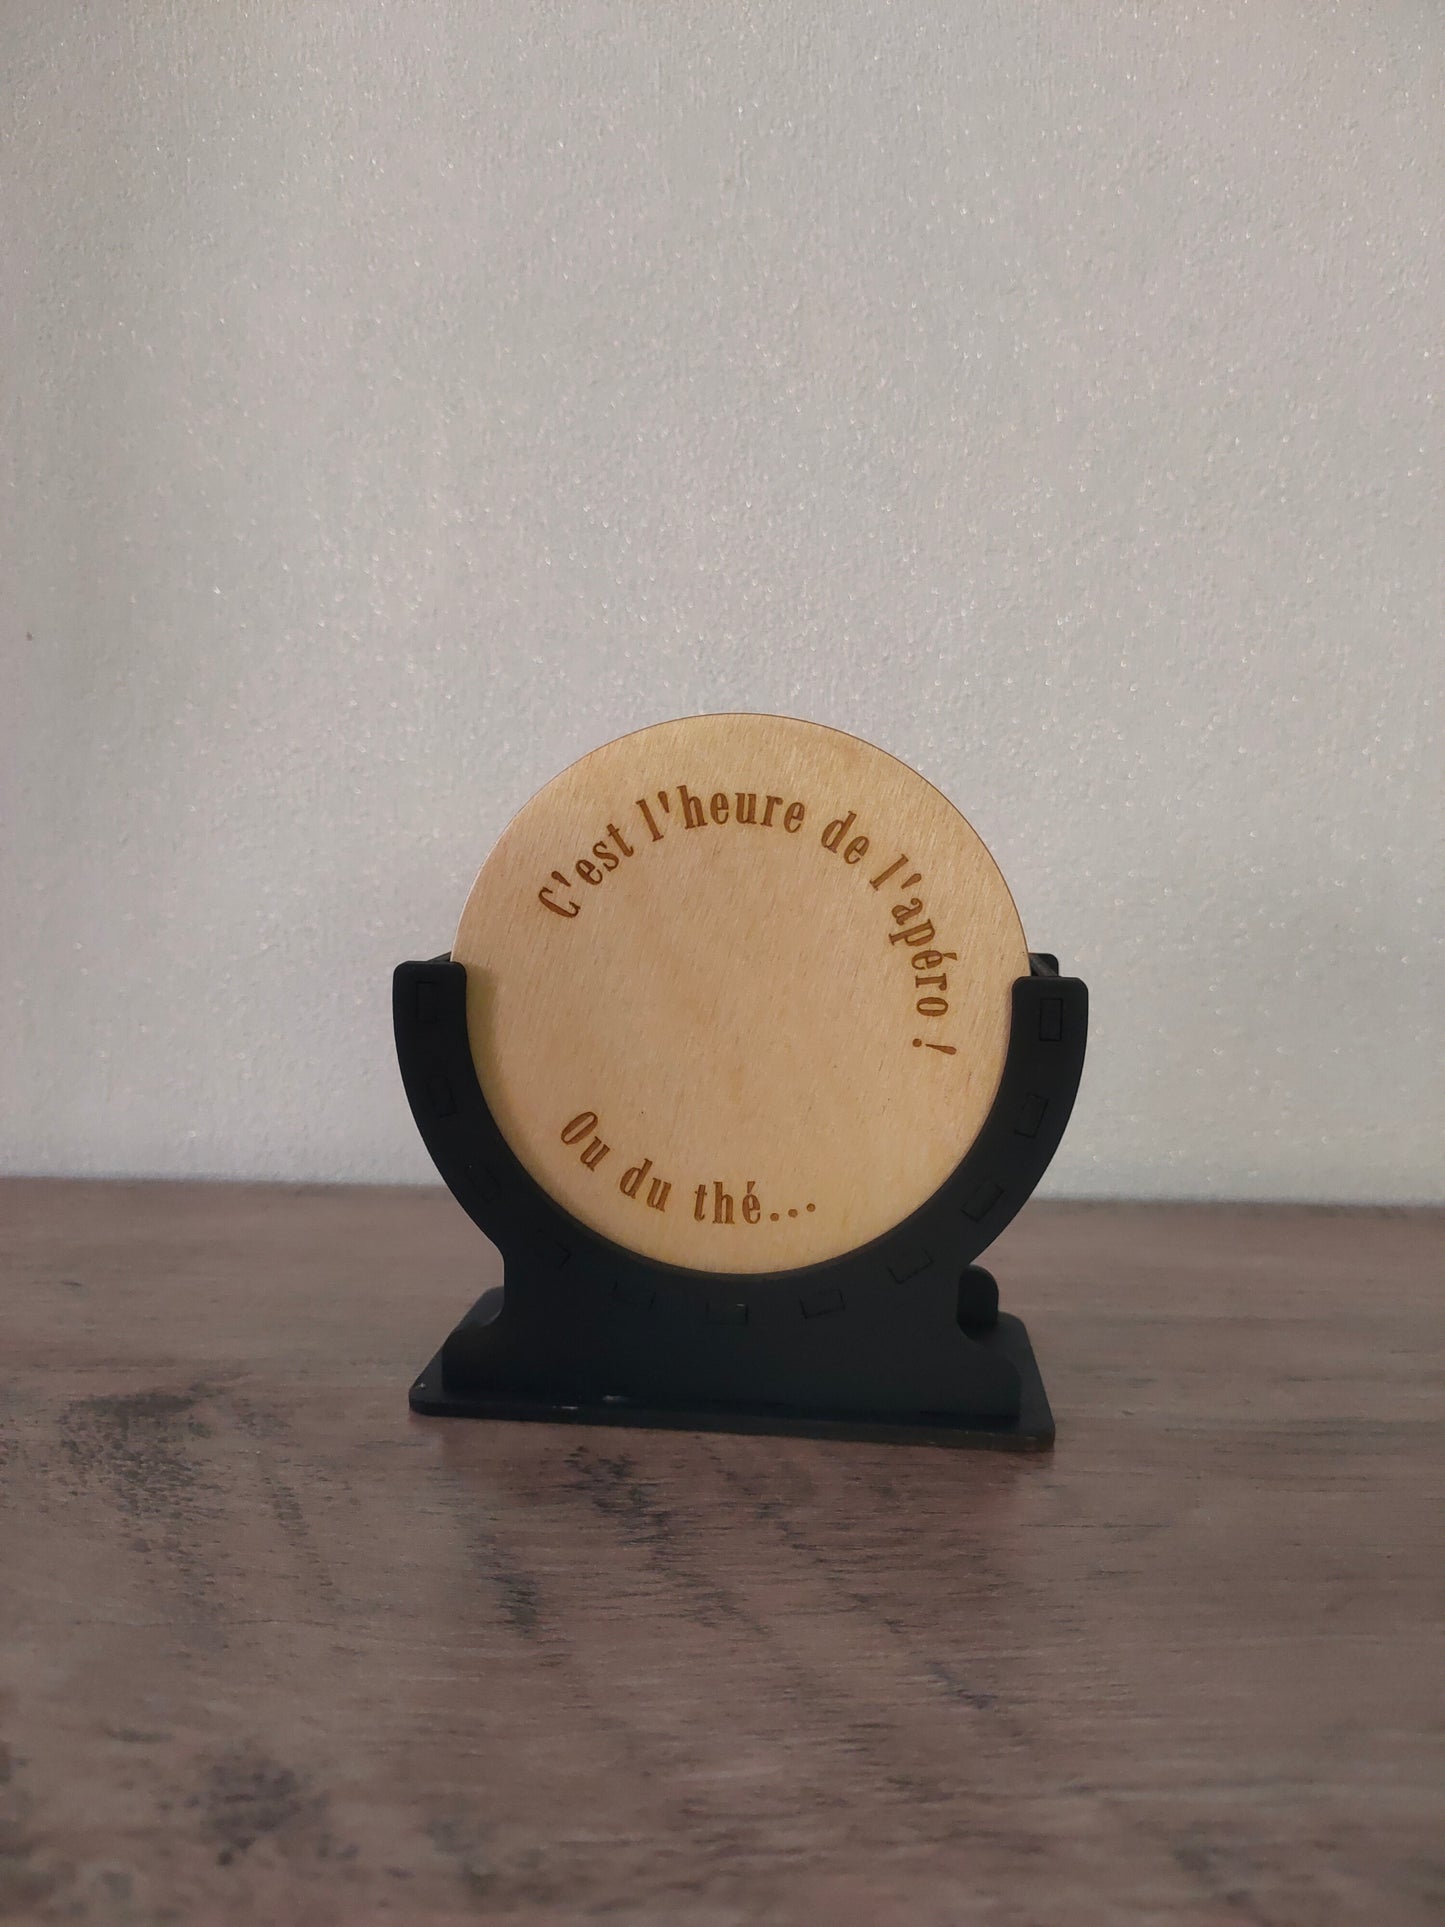 C'est l'heure de l'apéro !
Ou du thé...